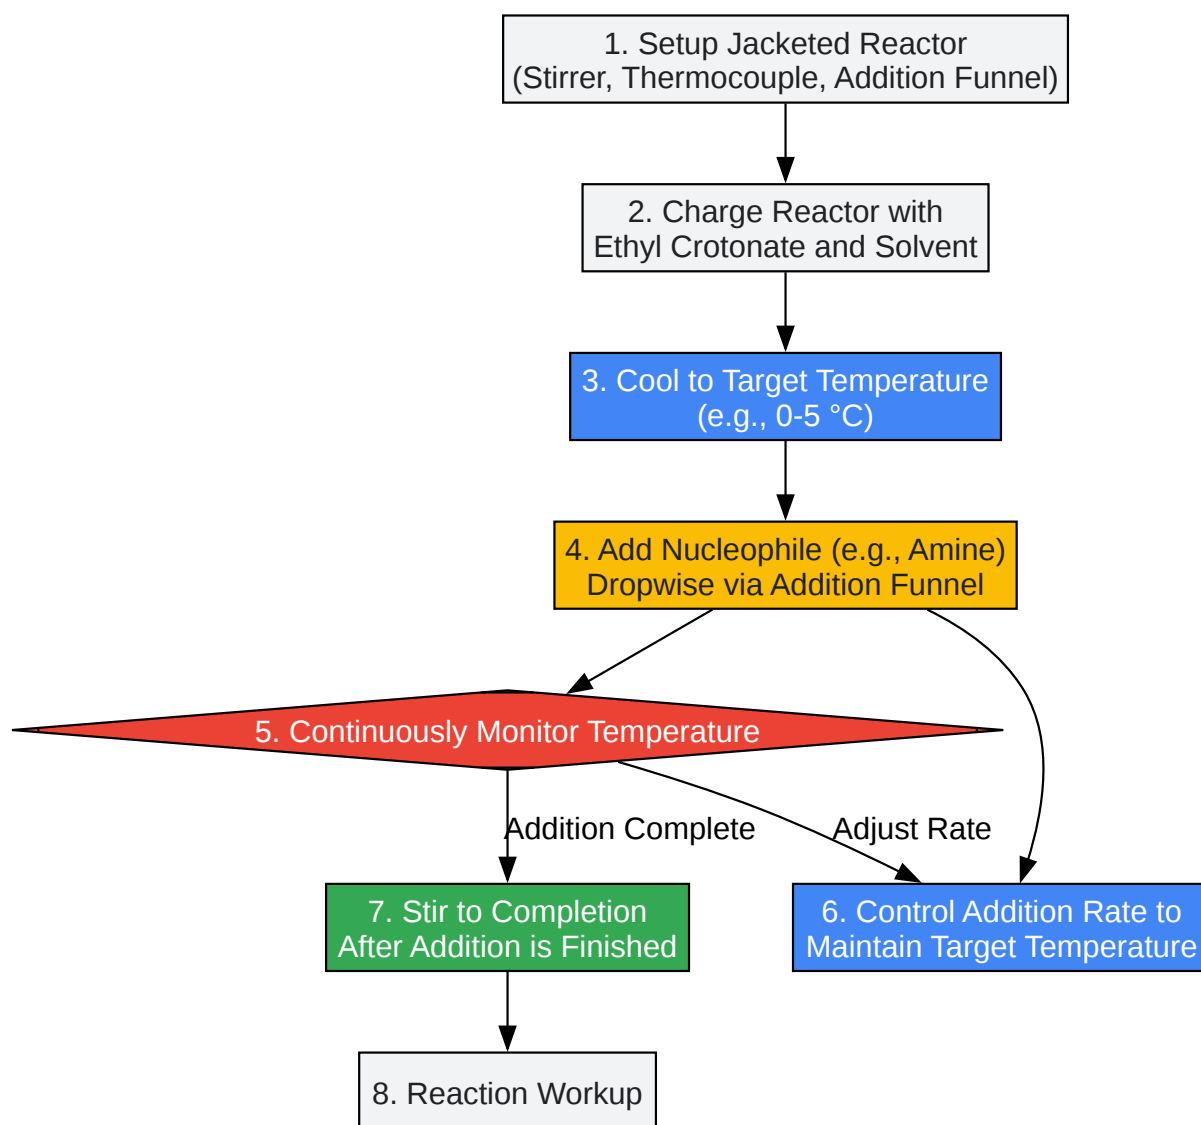 1. Setup Jacketed Reactor
(Stirrer, Thermocouple, Addition Funnel)
2. Charge Reactor with
Ethyl Crotonate and Solvent
3. Cool to Target Temperature
(e.g., 0-5 °C)
4. Add Nucleophile (e.g., Amine)
Dropwise via Addition Funnel
5. Continuously Monitor Temperature
Addition Complete
Adjust Rate
7. Stir to Completion
After Addition is Finished
6. Control Addition Rate to
Maintain Target Temperature
8. Reaction Workup